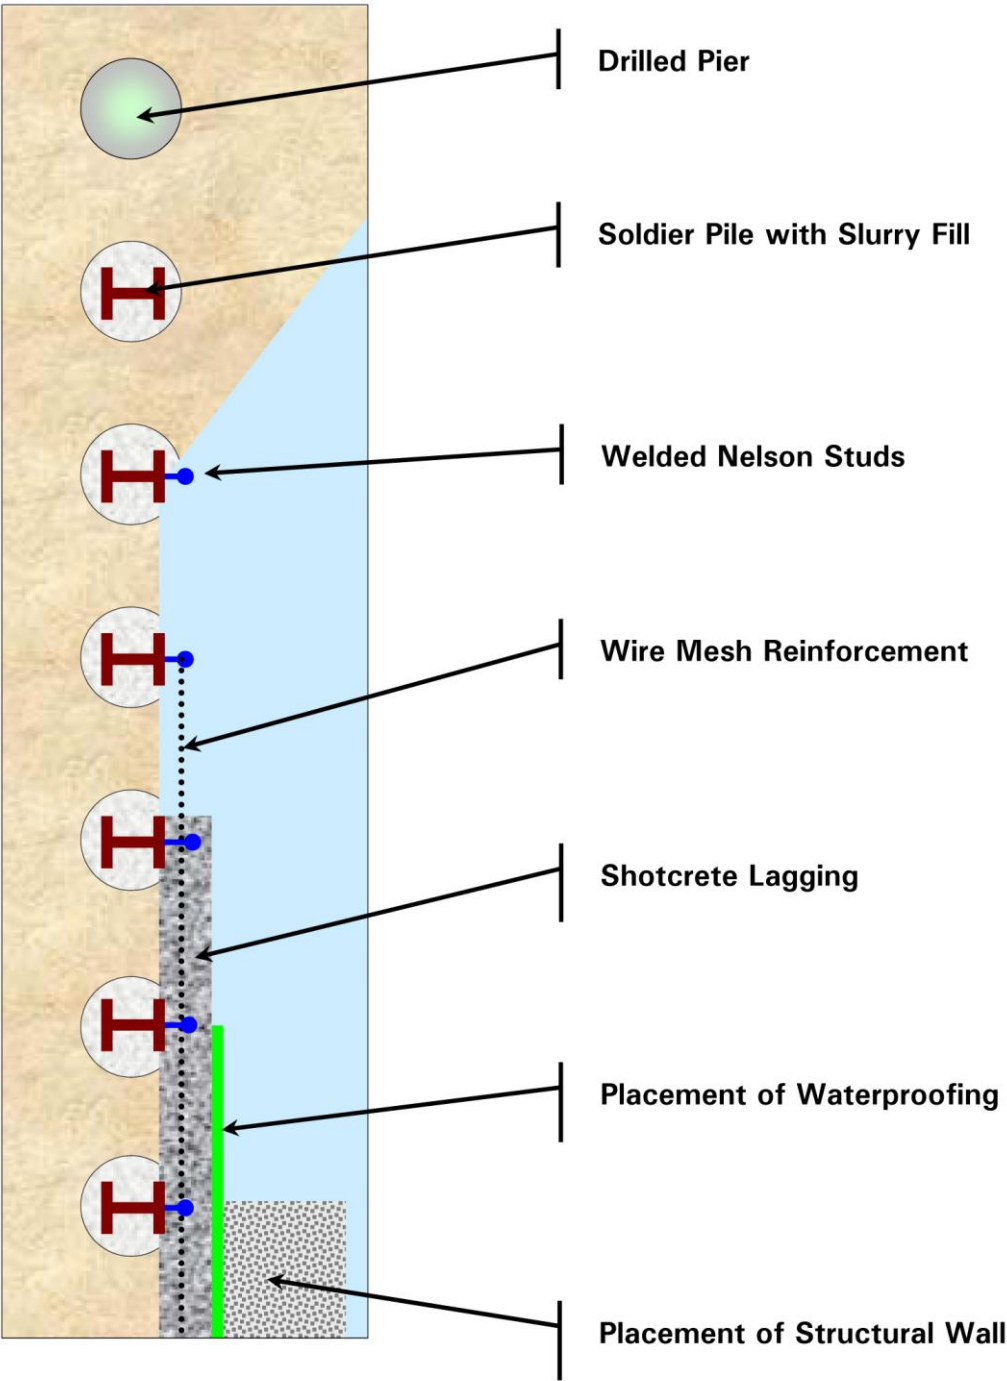 Drilled Pier
Soldier Pile with Slurry Fill
Welded Nelson Studs
Wire Mesh Reinforcement
Shotcrete Lagging
Placement of Waterproofing
Placement of Structural Wall